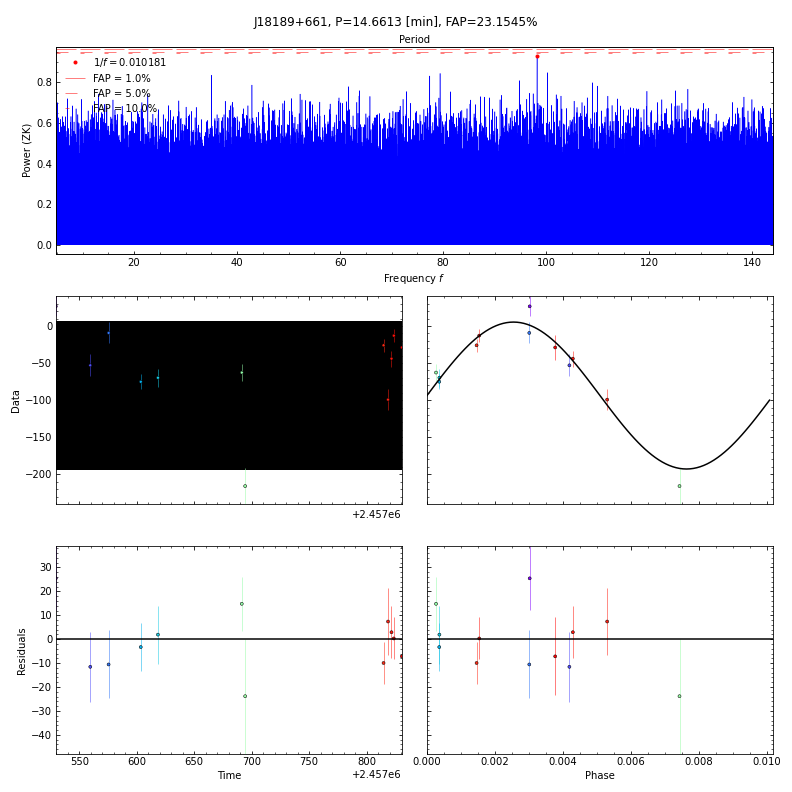 J18189+661, P=14.6613 [min], FAP=23.1545%
Period
1/f = 0.010181
FAP = 1.0%
FAP = 5.0%
FAP = 10.0%
Power (ZK)
0.8
0.6
0.4
0.2
0.0
20 40 60 80 100 120 140
Frequency f
Data
0
−50
−100
−150
−200
+2.457e6
Residuals
30
20
10
0
−10
−20
−30
−40
550 600 650 700 750 800
Time
+2.457e6
0.000 0.002 0.004 0.006 0.008 0.010
Phase